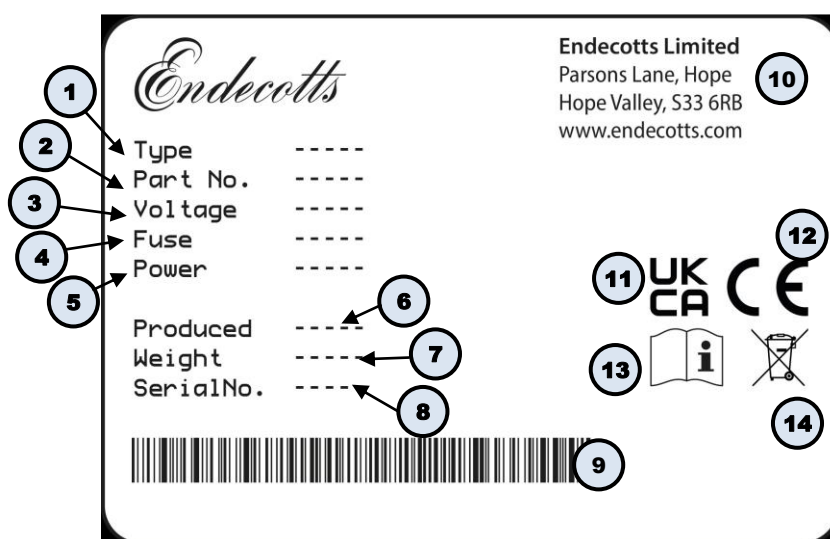 Endecotts
Endecotts Limited
Parsons Lane, Hope
Hope Valley, S33 6RB
www.endecotts.com
10
1
2
3
4
5
Type -----
Part No. -----
Voltage -----
Fuse -----
Power -----
6
7
8
Produced -----
Weight -----
SerialNo. -----
9
11
UK
CA
CE
12
13
i
14